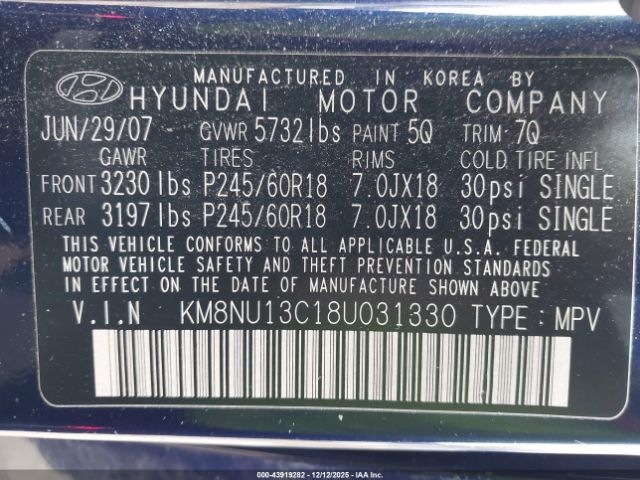 MANUFACTURED IN KOREA BY
HYUNDAI MOTOR COMPANY
JUN/29/07 GVWR 5732lbs PAINT 5Q TRIM 7Q
GAWR TIRES RIMS COLD TIRE INFL
FRONT 3230lbs P245/60R18 7.0JX18 30psi SINGLE
REAR 3197lbs P245/60R18 7.0JX18 30psi SINGLE
THIS VEHICLE CONFORMS TO ALL APPLICABLE U.S.A. FEDERAL
MOTOR VEHICLE SAFETY AND THEFT PREVENTION STANDARDS IN
EFFECT ON THE DATE OF MANUFACTURE SHOWN ABOVE
V.I.N KM8NU13C18U031330 TYPE : MPV
000-43919282 - 12/12/2025 - IAAI.COM